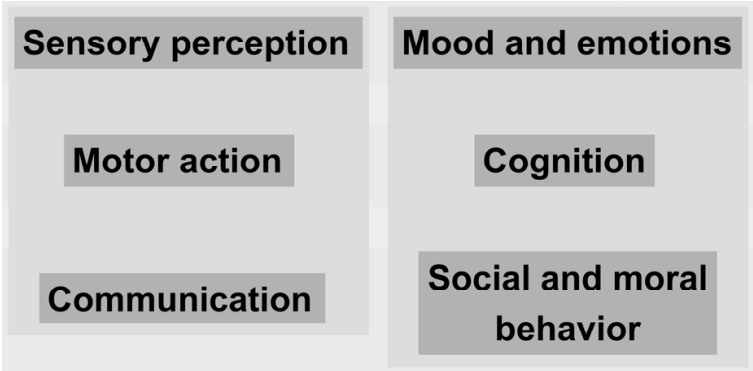 Sensory perception
Motor action
Communication
Mood and emotions
Cognition
Social and moral
behavior